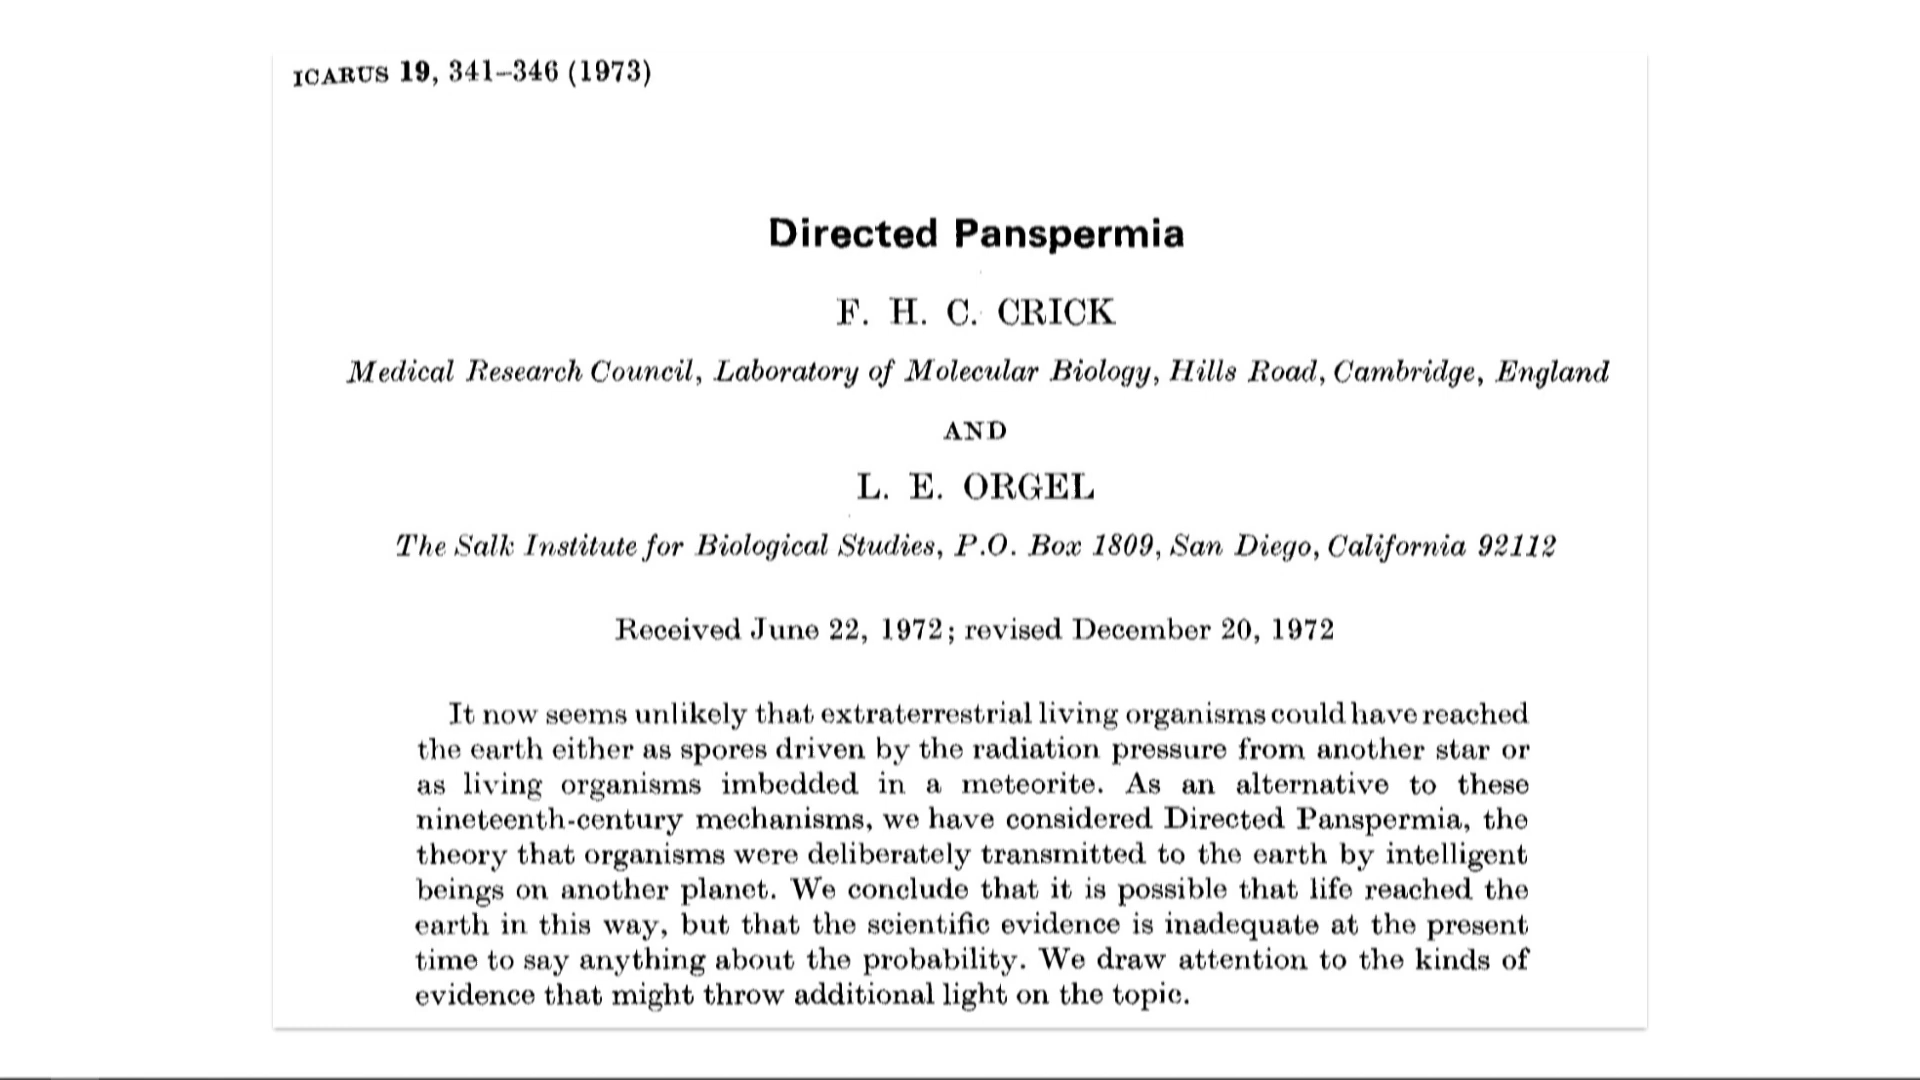 ICARUS 19, 341–346 (1973)
Directed Panspermia
F. H. C. CRICK
Medical Research Council, Laboratory of Molecular Biology, Hills Road, Cambridge, England
AND
L. E. ORGEL
The Salk Institute for Biological Studies, P.O. Box 1809, San Diego, California 92112
Received June 22, 1972; revised December 20, 1972
It now seems unlikely that extraterrestrial living organisms could have reached
the earth either as spores driven by the radiation pressure from another star or
as living organisms imbedded in a meteorite. As an alternative to these
nineteenth-century mechanisms, we have considered Directed Panspermia, the
theory that organisms were deliberately transmitted to the earth by intelligent
beings on another planet. We conclude that it is possible that life reached the
earth in this way, but that the scientific evidence is inadequate at the present
time to say anything about the probability. We draw attention to the kinds of
evidence that might throw additional light on the topic.